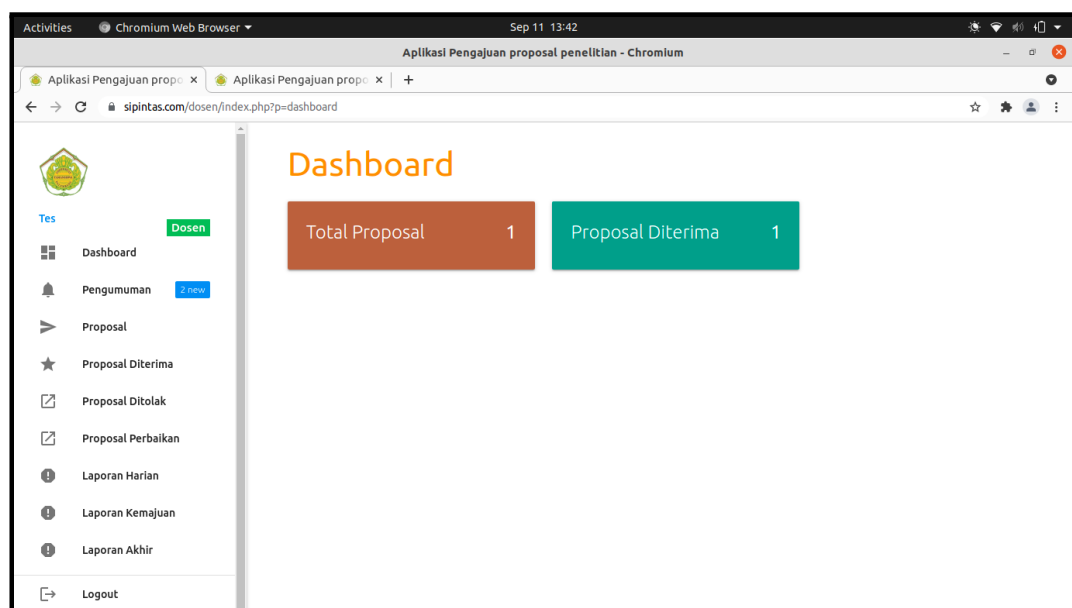 Activities Chromium Web Browser Sep 11 13:42
Aplikasi Pengajuan proposal penelitian - Chromium
Aplikasi Pengajuan propo Aplikasi Pengajuan propo
sipintas.com/dosen/index.php?p=dashboard
Tes
Dosen
Dashboard
Pengumuman 2 new
Proposal
Proposal Diterima
Proposal Ditolak
Proposal Perbaikan
Laporan Harian
Laporan Kemajuan
Laporan Akhir
Logout
Dashboard
Total Proposal 1
Proposal Diterima 1